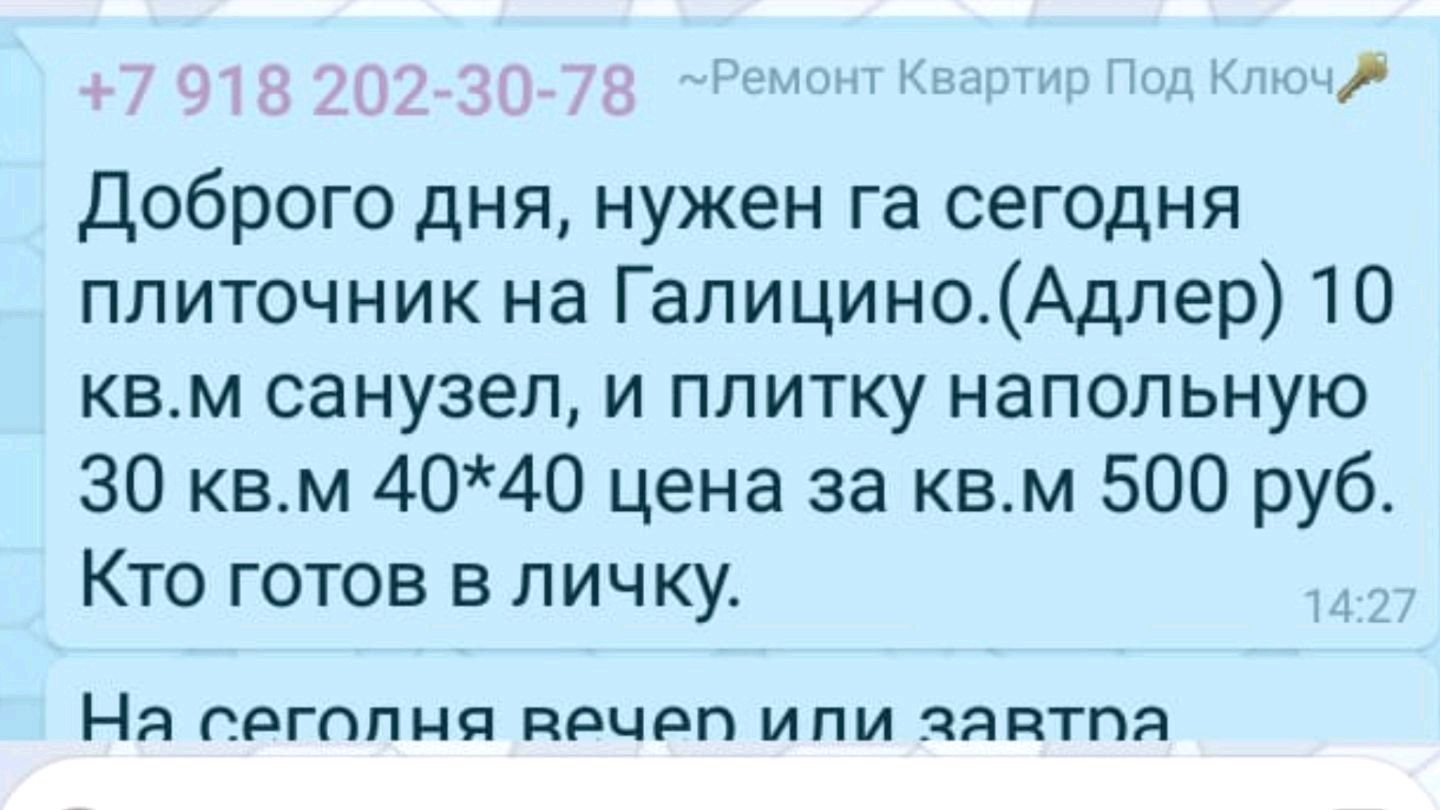 +7 918 202-30-78 ~Ремонт Квартир Под Ключ🔑
Доброго дня, нужен га сегодня
плиточник на Галицино.(Адлер) 10
кв.м санузел, и плитку напольную
30 кв.м 40*40 цена за кв.м 500 руб.
Кто готов в личку.
14:27
На сегодня вечер или завтра